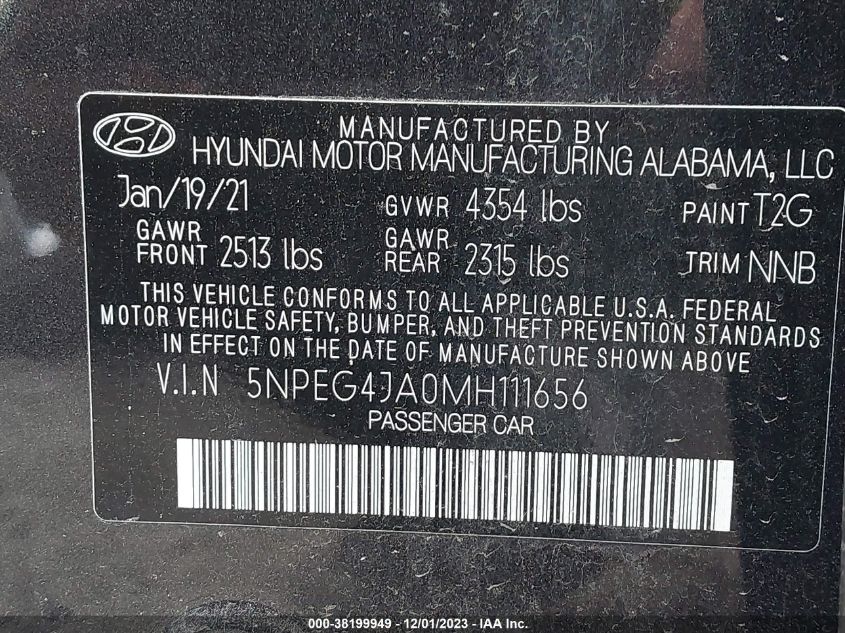 MANUFACTURED BY
HYUNDAI MOTOR MANUFACTURING ALABAMA, LLC
Jan/19/21 GVWR 4354 lbs PAINT T2G
GAWR FRONT 2513 lbs GAWR REAR 2315 lbs TRIM NNB
THIS VEHICLE CONFORMS TO ALL APPLICABLE U.S.A. FEDERAL
MOTOR VEHICLE SAFETY, BUMPER, AND THEFT PREVENTION STANDARDS
IN EFFECT ON THE DATE OF MANUFACTURE SHOWN ABOVE
V.I.N 5NPEG4JA0MH111656
PASSENGER CAR
000-38199949 - 12/01/2023 - IAA Inc.